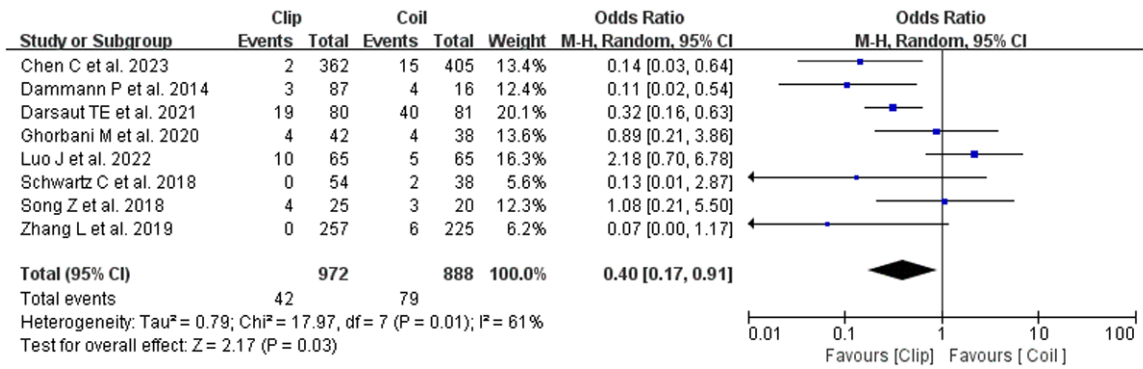 Clip Coil Odds Ratio Odds Ratio
Study or Subgroup Events Total Events Total Weight M-H, Random, 95% CI M-H, Random, 95% CI
Chen C et al. 2023 2 362 15 405 13.4% 0.14 [0.03, 0.64]
Dammann P et al. 2014 3 87 4 16 12.4% 0.11 [0.02, 0.54]
Darsaut TE et al. 2021 19 80 40 81 20.1% 0.32 [0.16, 0.63]
Ghorbani M et al. 2020 4 42 4 38 13.6% 0.89 [0.21, 3.86]
Luo J et al. 2022 10 65 5 65 16.3% 2.18 [0.70, 6.78]
Schwartz C et al. 2018 0 54 2 38 5.6% 0.13 [0.01, 2.87]
Song Z et al. 2018 4 25 3 20 12.3% 1.08 [0.21, 5.50]
Zhang L et al. 2019 0 257 6 225 6.2% 0.07 [0.00, 1.17]
Total (95% CI) 972 888 100.0% 0.40 [0.17, 0.91]
Total events 42 79
Heterogeneity: Tau² = 0.79; Chi² = 17.97, df = 7 (P = 0.01); I² = 61%
Test for overall effect: Z = 2.17 (P = 0.03)
0.01 0.1 1 10 100
Favours [Clip] Favours [ Coil ]